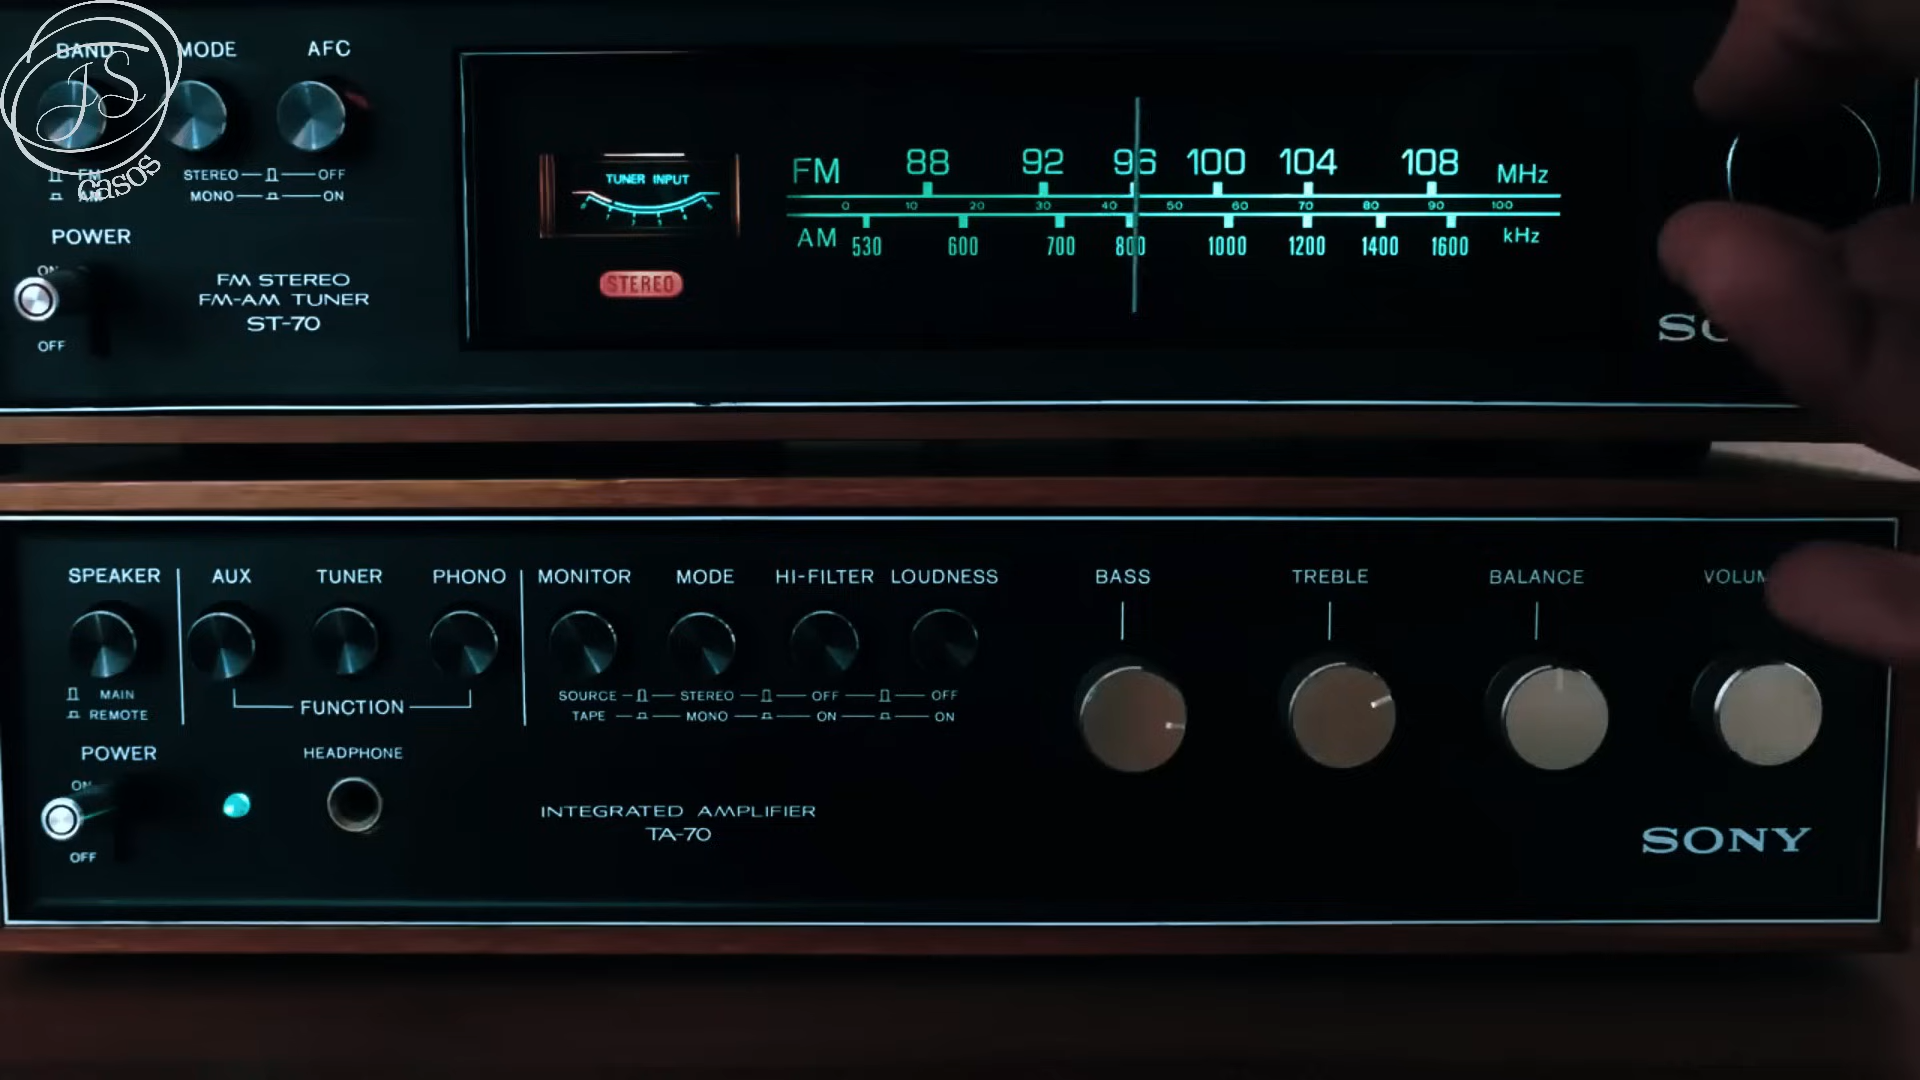 JS
casos
BAND MODE AFC
FM
AM
STEREO OFF
MONO ON
POWER
ON
OFF
FM STEREO
FM-AM TUNER
ST-70
TUNER INPUT
STEREO
FM 88 92 96 100 104 108 MHz
0 10 20 30 40 50 60 70 80 90 100
AM 530 600 700 800 1000 1200 1400 1600 kHz
SPEAKER AUX TUNER PHONO MONITOR MODE HI-FILTER LOUDNESS BASS TREBLE BALANCE
MAIN
REMOTE
FUNCTION
SOURCE STEREO OFF OFF
TAPE MONO ON ON
POWER
ON
OFF
HEADPHONE
INTEGRATED AMPLIFIER
TA-70
SONY